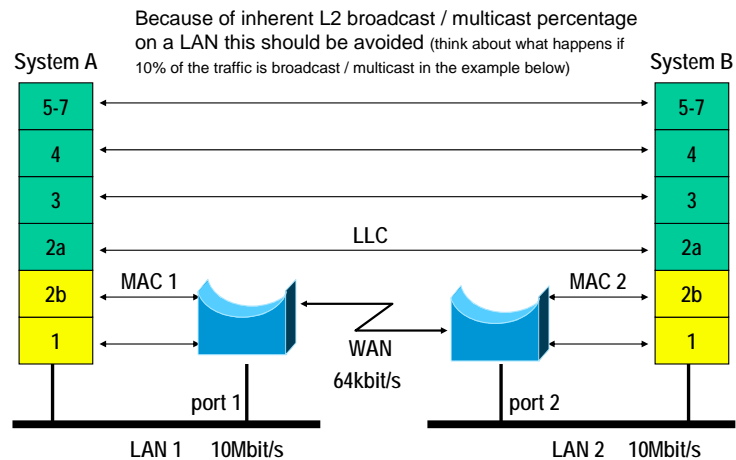 Because of inherent L2 broadcast / multicast percentage
on a LAN this should be avoided (think about what happens if
10% of the traffic is broadcast / multicast in the example below)
System A
System B
5-7
5-7
4
4
3
3
2a
LLC
2a
2b
MAC 1
MAC 2
2b
1
WAN
1
64kbit/s
port 1
port 2
LAN 1 10Mbit/s
LAN 2 10Mbit/s